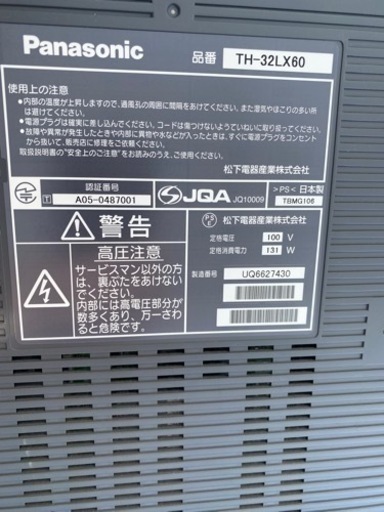 Panasonic
品番 TH-32LX60
使用上の注意
•内部の温度が上昇しますので、通風孔の周囲に間隔をあけてください。また湿気やほこりの多い所
は避けてください。
•電源プラグは確実に差し込んでください。コードは傷つけないようていねいに取り扱ってください。
•故障や異常が発生したときや内部に異物や水などが入ったときは、すぐに電源プラグをコンセント
から抜いて、販売店に修理をご依頼ください。
取扱説明書の“安全上のご注意”をお読みのうえ、ご使用ください。
松下電器産業株式会社
認証番号
A05-0487001
JQA JQ10009
>PS< 日本製
TBMG106
警告
高圧注意
サービスマン以外の方
は、裏ぶたをあけない
でください。
内部には高電圧部分が
数多くあり、万一さわ
ると危険です。
PSE 松下電器産業株式会社
定格電圧 100 V
定格消費電力 131 W
製造番号 UQ6627430